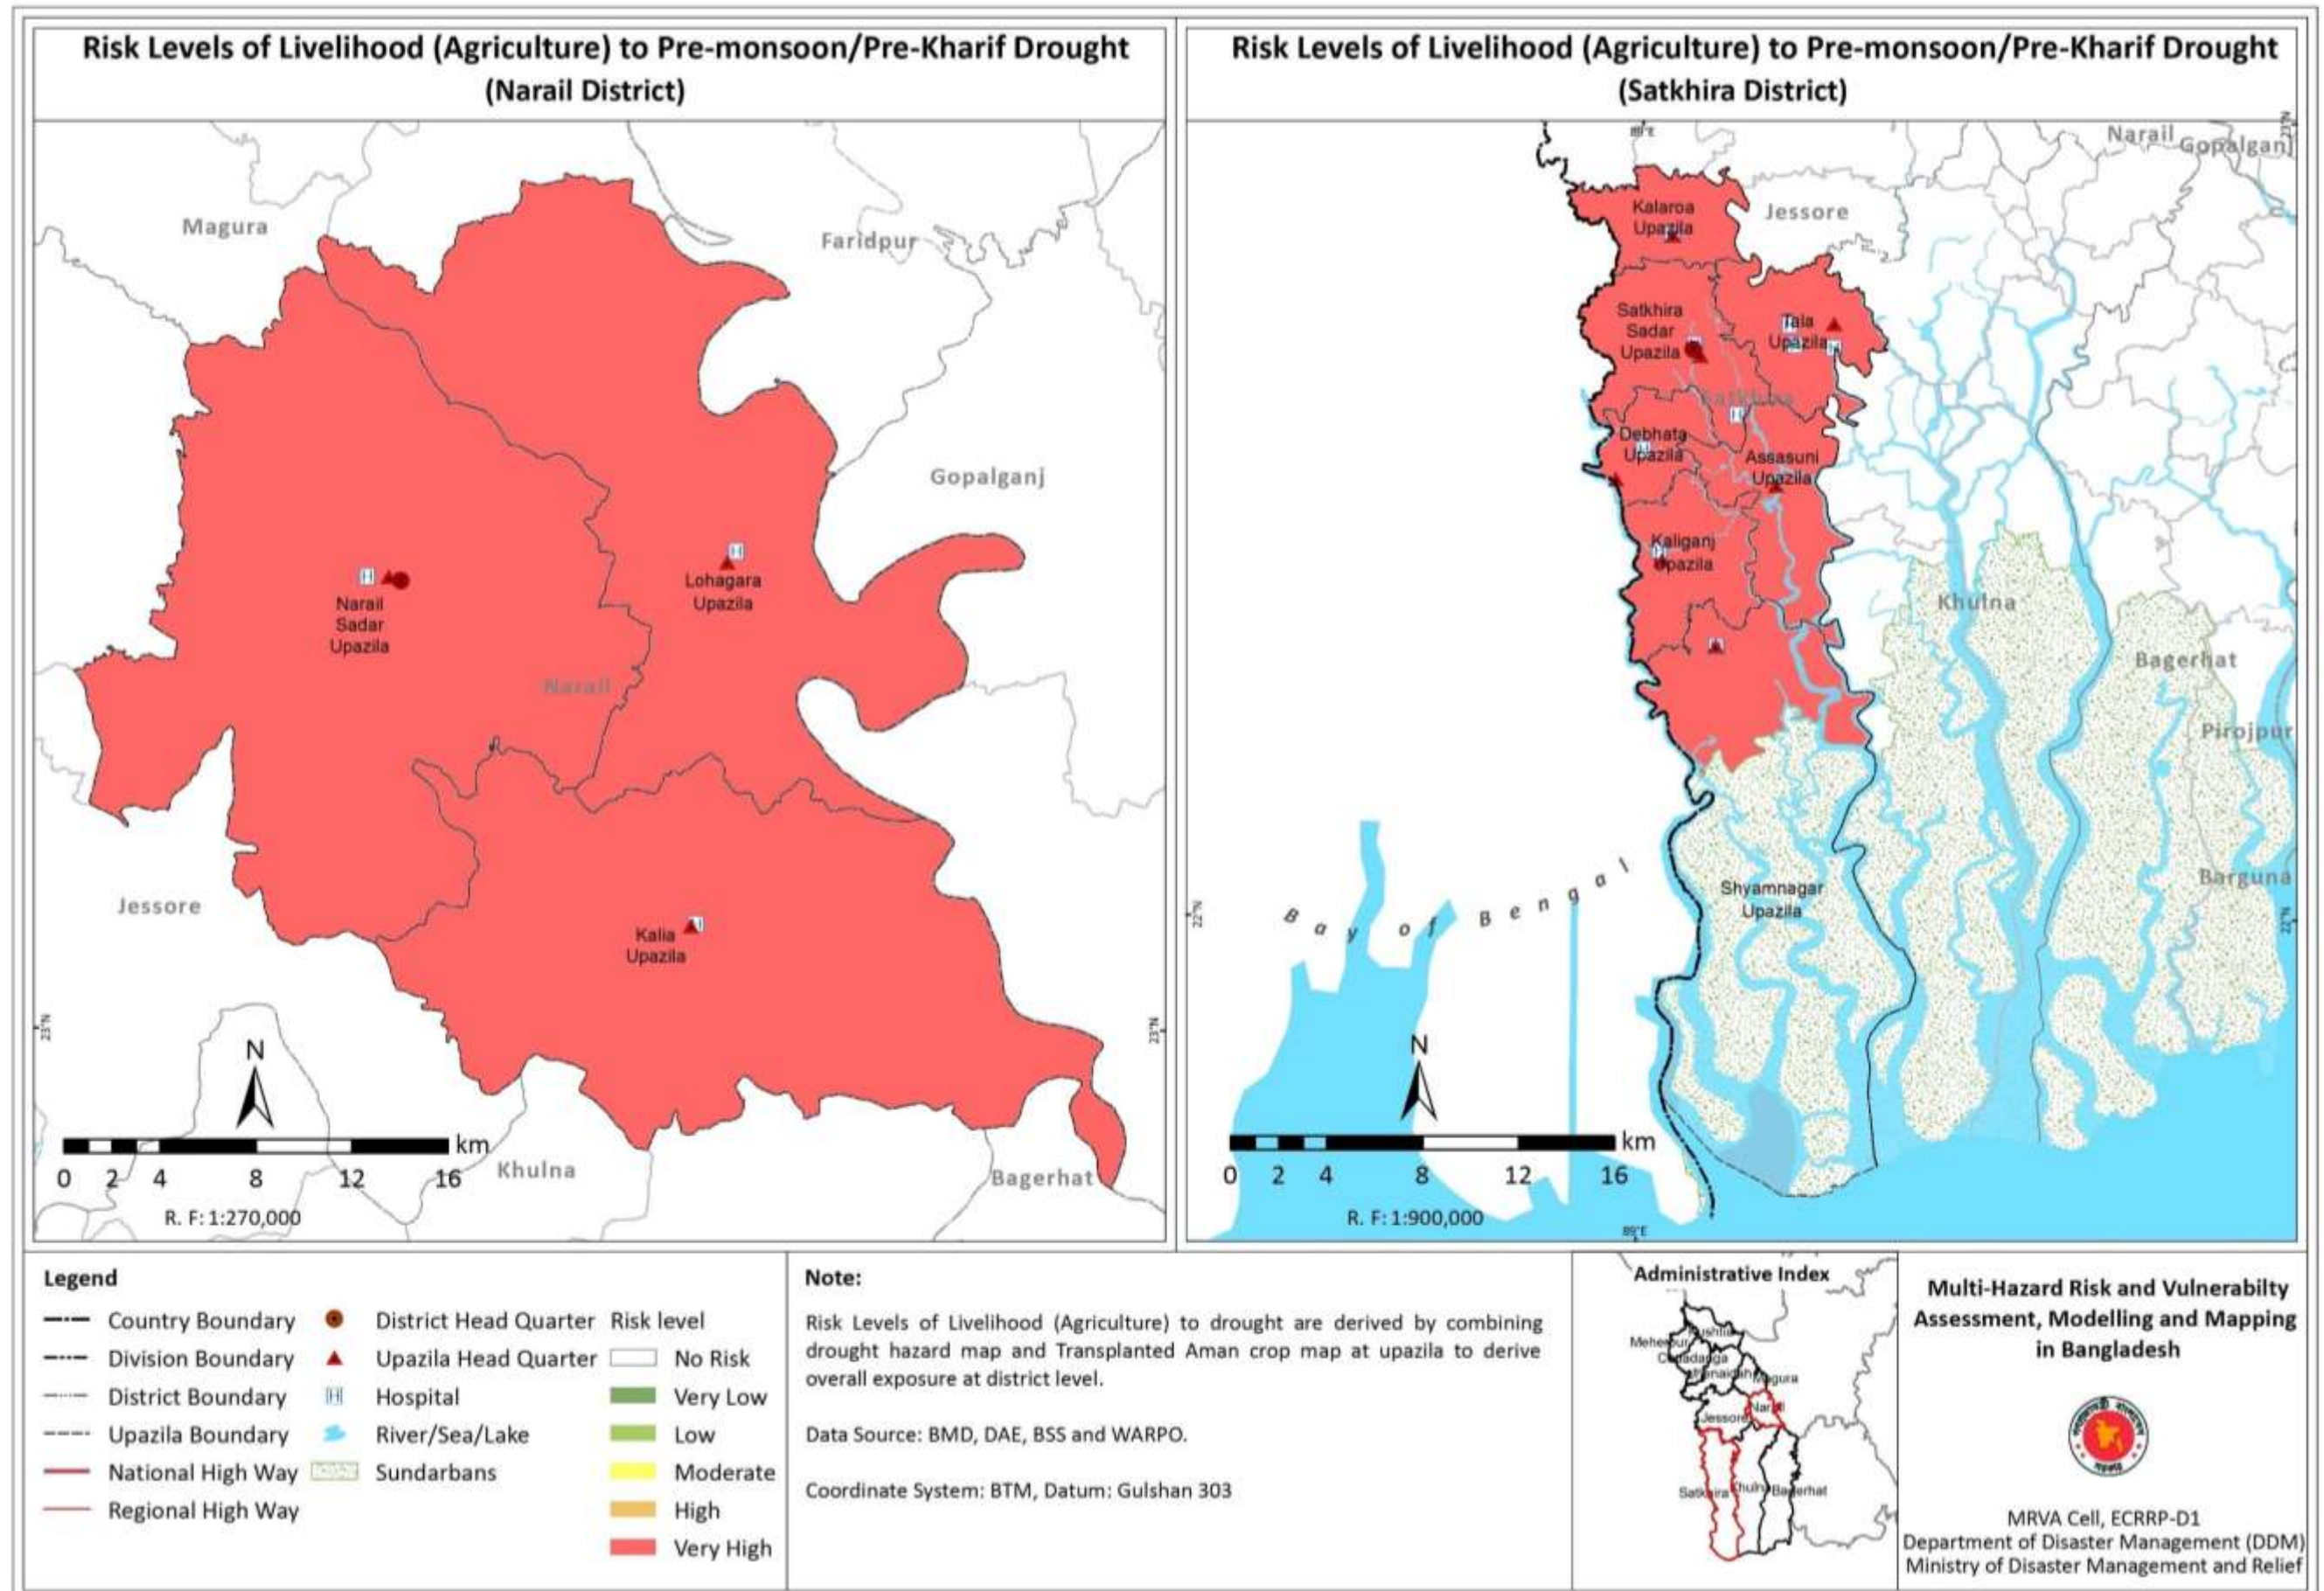 Risk Levels of Livelihood (Agriculture) to Pre-monsoon/Pre-Kharif Drought
(Narail District)
Magura
Faridpur
Gopalganj
Narail
Sadar
Upazila
Lohagara
Upazila
Narail
Jessore
Kalia
Upazila
23°N
23°N
N
km
0 2 4 8 12 16
Khulna
Bagerhat
R. F: 1:270,000
Risk Levels of Livelihood (Agriculture) to Pre-monsoon/Pre-Kharif Drought
(Satkhira District)
89°E
23°N
Narail
Gopalganj
Kalaroa
Upazila
Jessore
Satkhira
Sadar
Upazila
Tala
Upazila
Satkhira
Debhata
Upazila
Assasuni
Upazila
Kaliganj
Upazila
Khulna
Bagerhat
Pirojpur
Shyamnagar
Upazila
Barguna
Bay of Bengal
22°N
22°N
N
km
0 2 4 8 12 16
R. F: 1:900,000
89°E
Legend
Country Boundary
Division Boundary
District Boundary
Upazila Boundary
National High Way
Regional High Way
District Head Quarter
Upazila Head Quarter
H Hospital
River/Sea/Lake
Sundarbans
Risk level
No Risk
Very Low
Low
Moderate
High
Very High
Note:
Risk Levels of Livelihood (Agriculture) to drought are derived by combining
drought hazard map and Transplanted Aman crop map at upazila to derive
overall exposure at district level.
Data Source: BMD, DAE, BSS and WARPO.
Coordinate System: BTM, Datum: Gulshan 303
Administrative Index
Magura
Jessore
Bagerhat
Multi-Hazard Risk and Vulnerabilty
Assessment, Modelling and Mapping
in Bangladesh
MRVA Cell, ECRRP-D1
Department of Disaster Management (DDM)
Ministry of Disaster Management and Relief